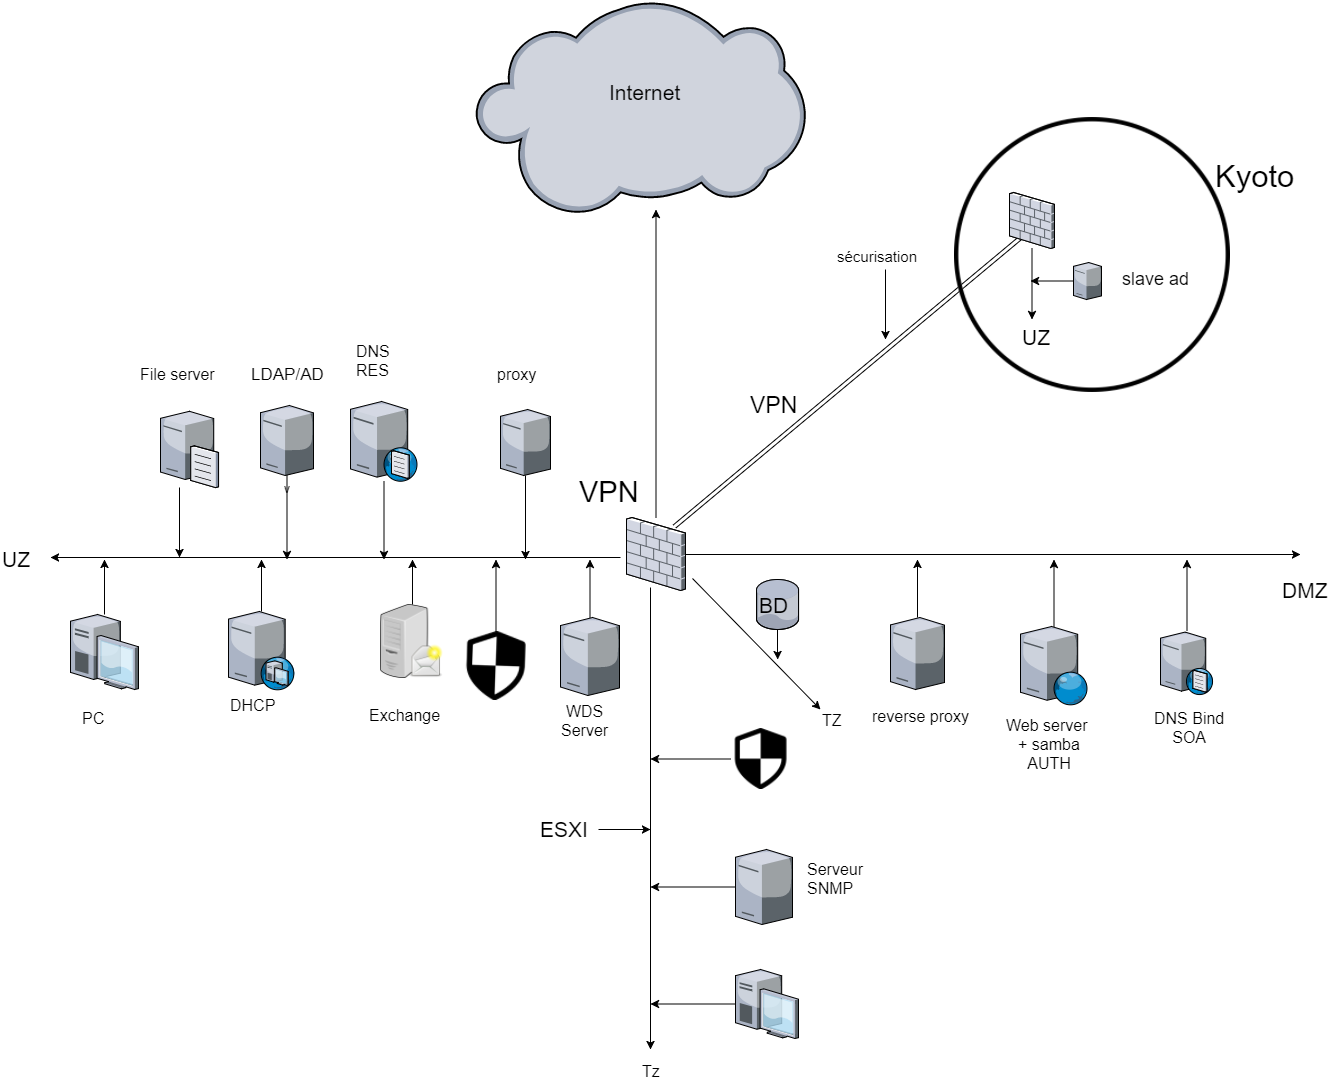 Internet
Kyoto
sécurisation
slave ad
UZ
DNS
RES
File server
LDAP/AD
proxy
VPN
VPN
UZ
DMZ
BD
PC
DHCP
Exchange
WDS
Server
TZ
reverse proxy
Web server
+ samba
AUTH
DNS Bind
SOA
ESXI
Serveur
SNMP
Tz